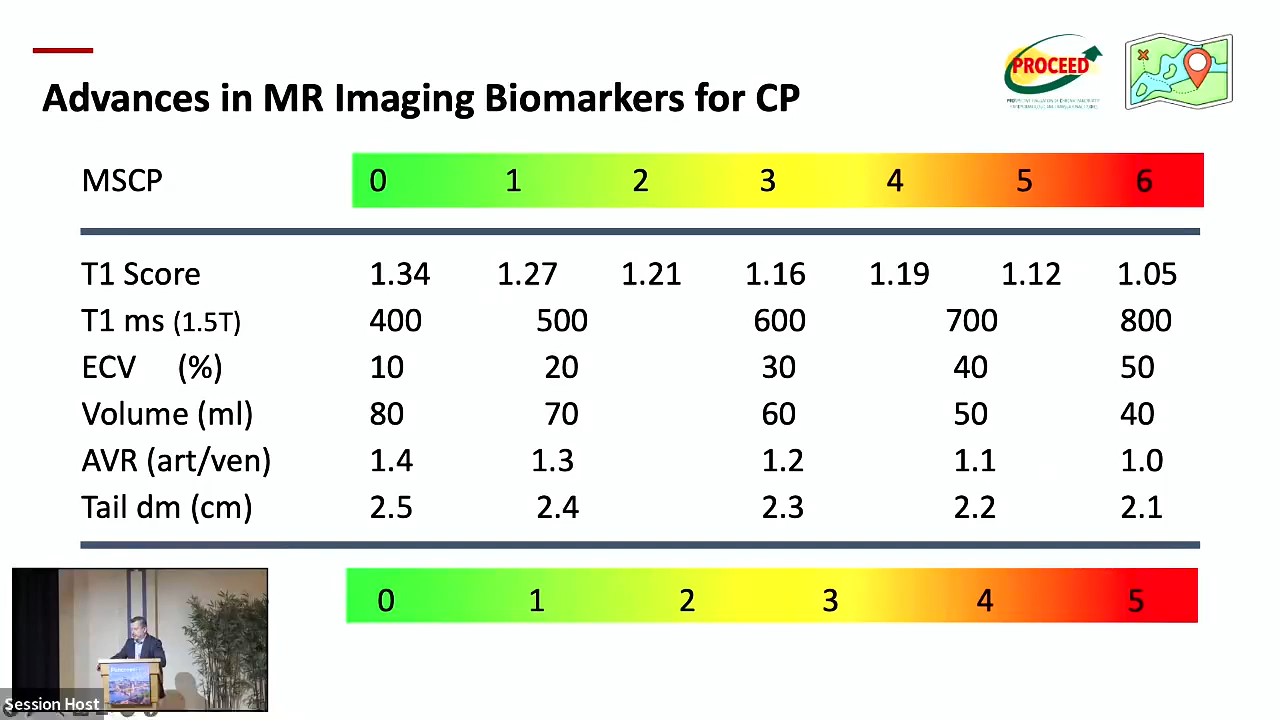 PROCEED
Advances in MR Imaging Biomarkers for CP
MSCP 0 1 2 3 4 5 6
T1 Score 1.34 1.27 1.21 1.16 1.19 1.12 1.05
T1 ms (1.5T) 400 500 600 700 800
ECV (%) 10 20 30 40 50
Volume (ml) 80 70 60 50 40
AVR (art/ven) 1.4 1.3 1.2 1.1 1.0
Tail dm (cm) 2.5 2.4 2.3 2.2 2.1
0 1 2 3 4 5
Session Host